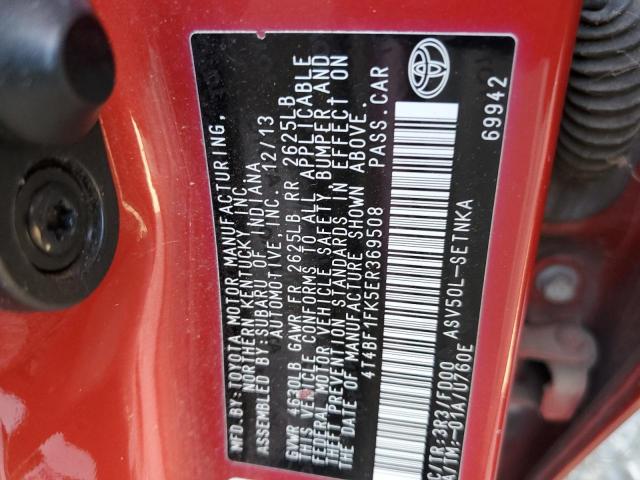 MFD.BY:TOYOTA MOTOR MANUFACTURING,
NORTHERN KENTUCKY, INC.
ASSEMBLED BY:SUBARU OF INDIANA
AUTOMOTIVE,INC. 12/13
GVWR 4630LB GAWR FR 2625LB RR 2625LB
THIS VEHICLE CONFORMS TO ALL APPLICABLE
FEDERAL MOTOR VEHICLE SAFETY, BUMPER AND
THEFT PREVENTION STANDARDS IN EFFECT ON
THE DATE OF MANUFACTURE SHOWN ABOVE.
4T4BF1FK5ER369508 PASS.CAR
C/TR:3R3/FD00 ASV50L-SETNKA
A/TM:-01A/U760E
69942